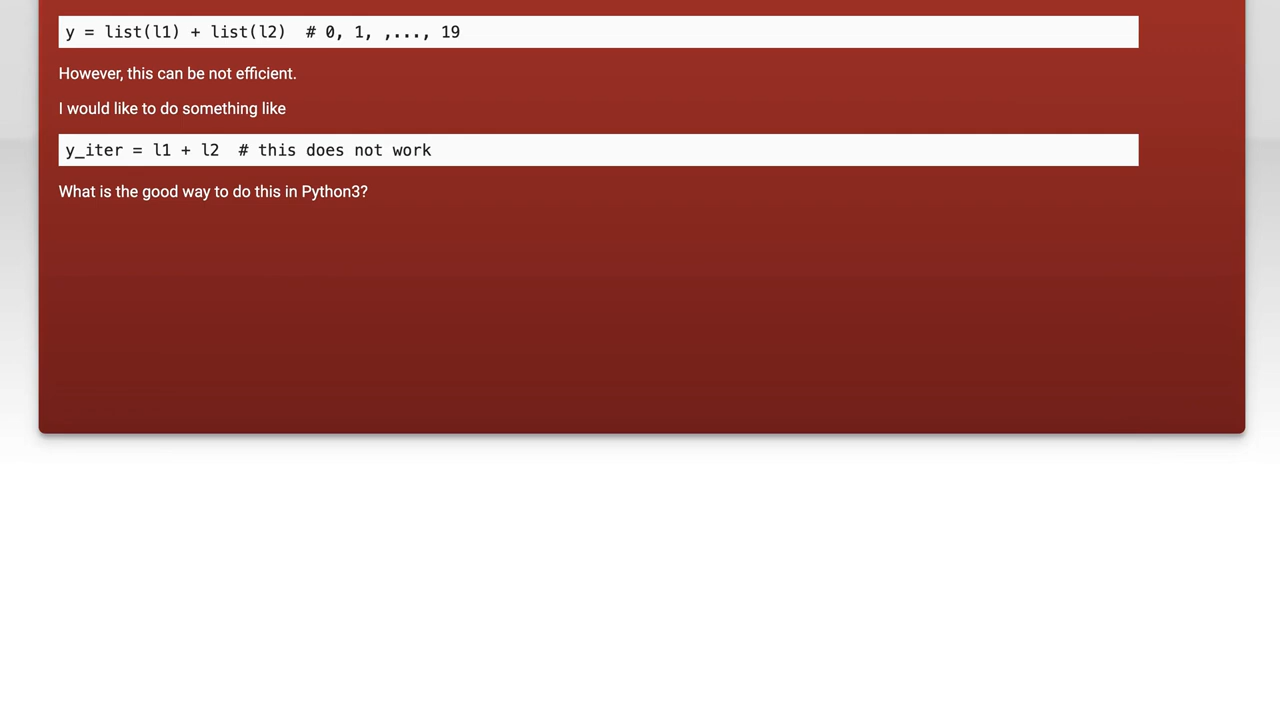 y = list(l1) + list(l2)  # 0, 1, ,..., 19
However, this can be not efficient.
I would like to do something like
y_iter = l1 + l2  # this does not work
What is the good way to do this in Python3?